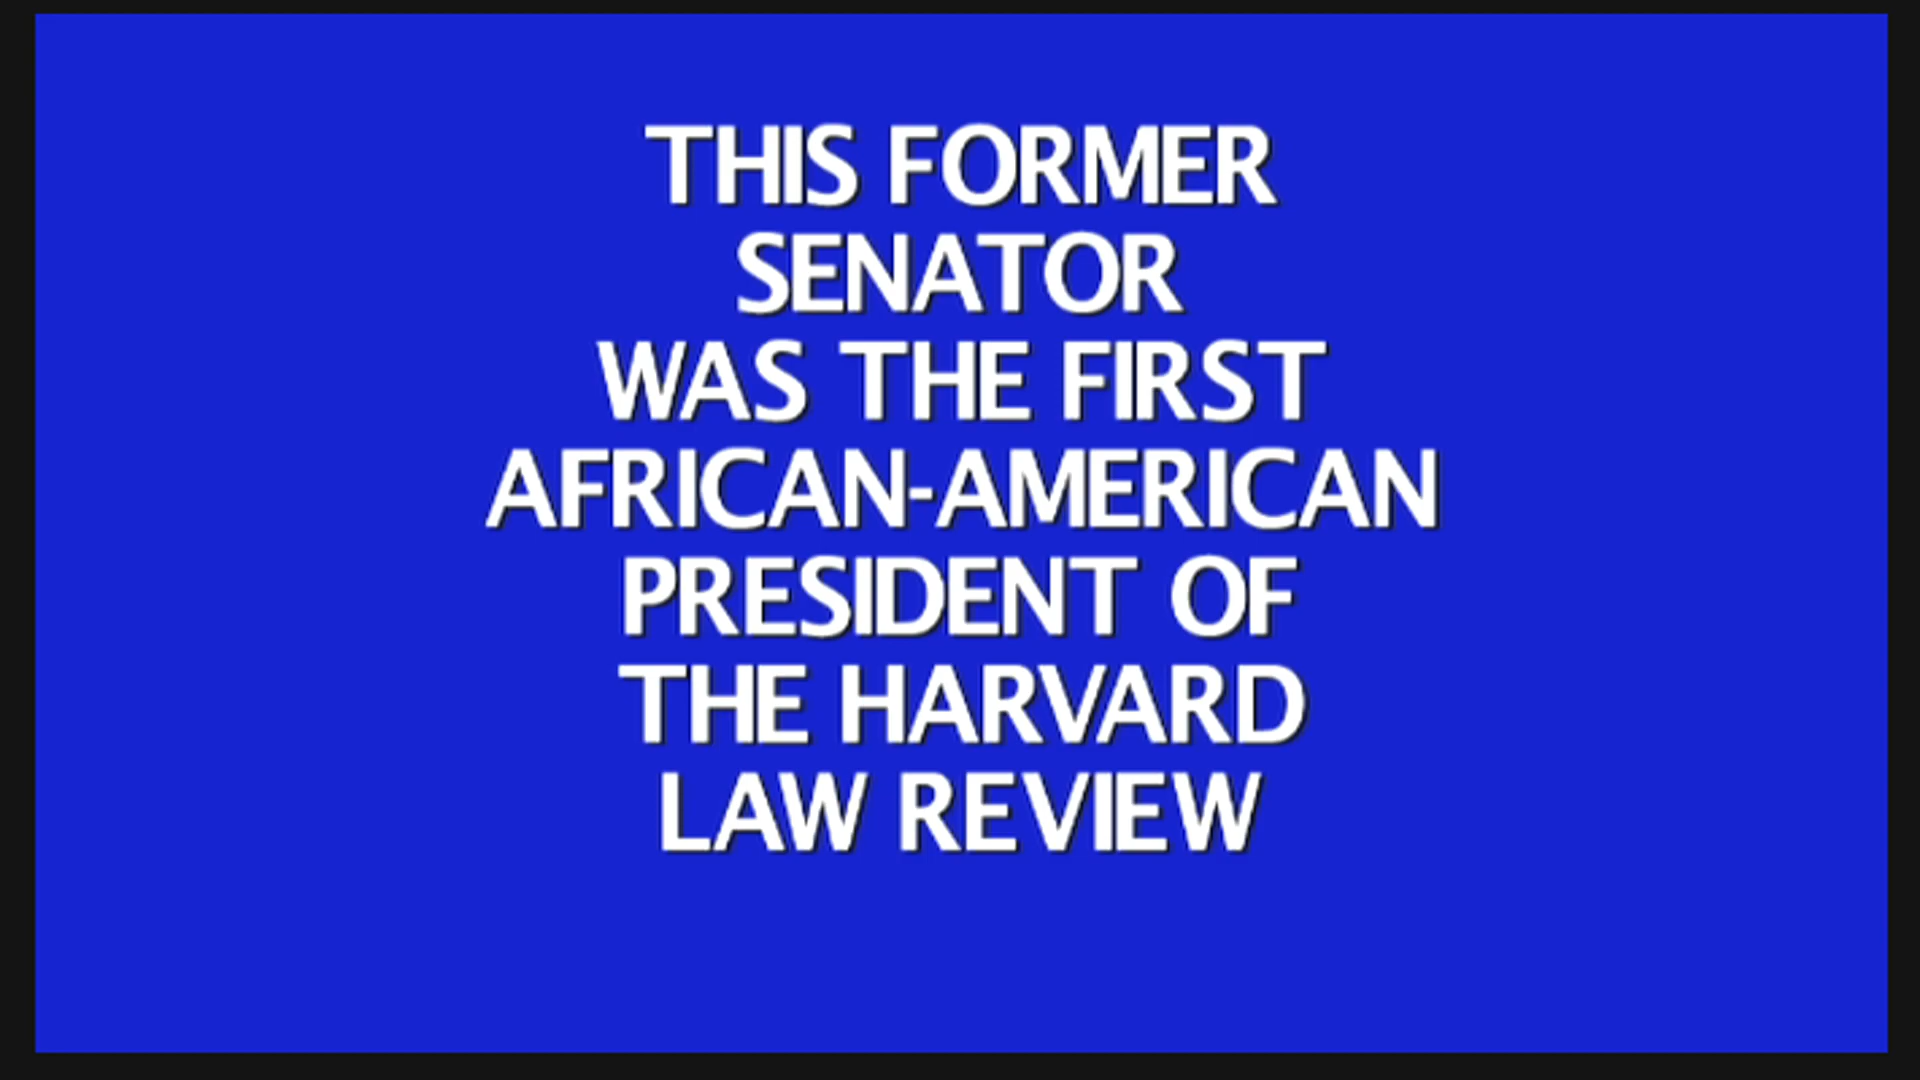 THIS FORMER
SENATOR
WAS THE FIRST
AFRICAN-AMERICAN
PRESIDENT OF
THE HARVARD
LAW REVIEW